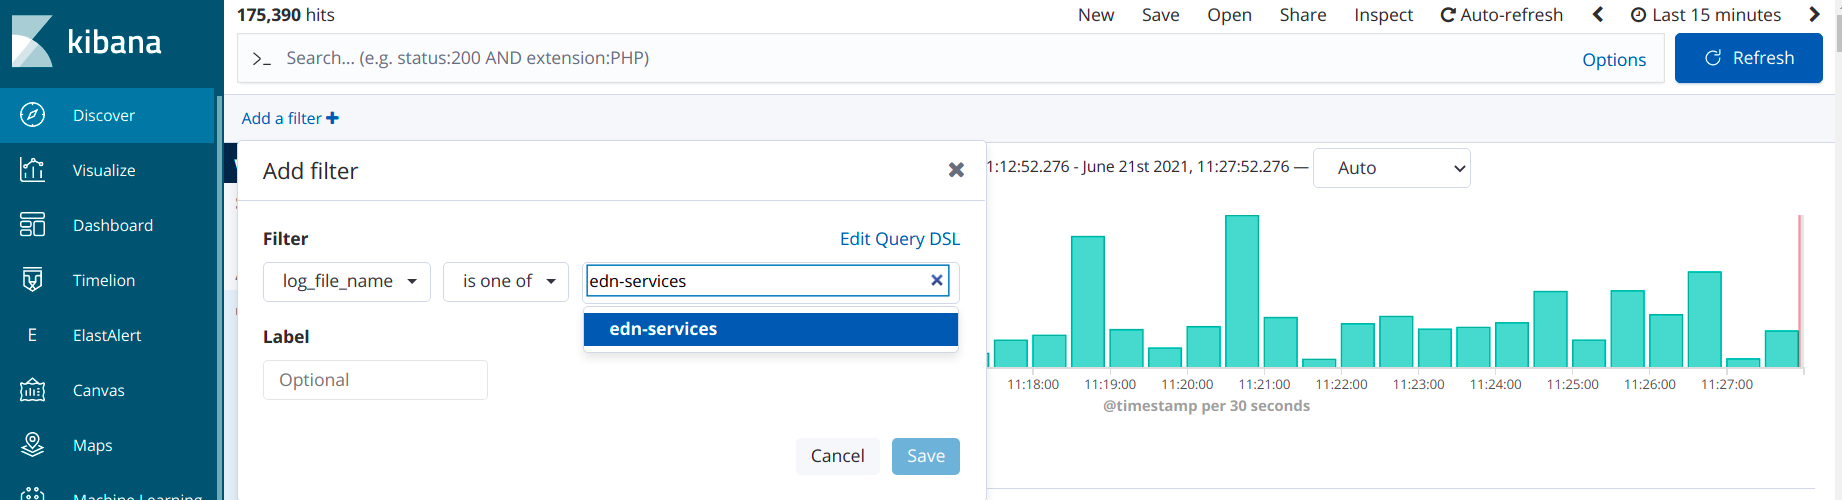 kibana
Discover
Visualize
Dashboard
Timelion
E ElastAlert
Canvas
Maps
Machine Learning
175,390 hits
New Save Open Share Inspect Auto-refresh Last 15 minutes
>_ Search... (e.g. status:200 AND extension:PHP) Options Refresh
Add a filter
Add filter
1:12:52.276 - June 21st 2021, 11:27:52.276 — Auto
Filter Edit Query DSL
log_file_name is one of edn-services
edn-services
Label
Optional
Cancel Save
11:18:00 11:19:00 11:20:00 11:21:00 11:22:00 11:23:00 11:24:00 11:25:00 11:26:00 11:27:00
@timestamp per 30 seconds